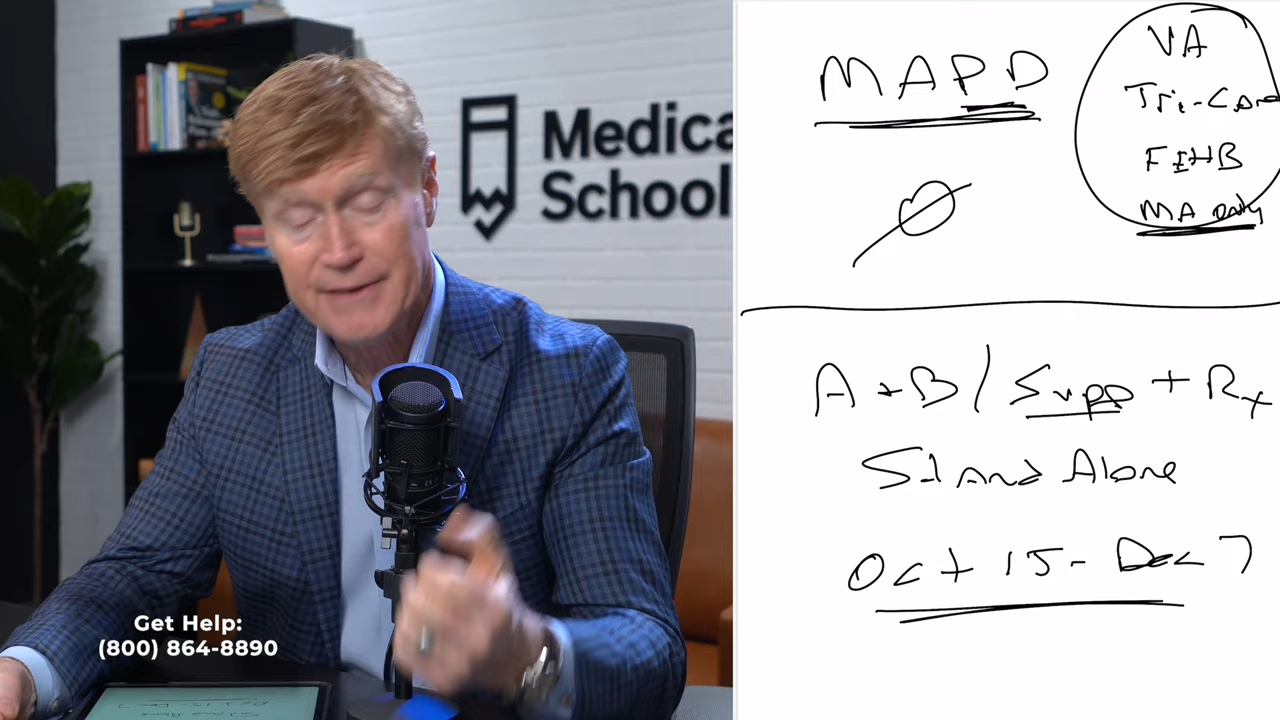 Medica
School
Get Help:
(800) 864-8890
MAPD
VA
Tri-Care
FEHB
MA Only
A + B / Supp + Rx
Stand Alone
Oct 15 - Dec 7